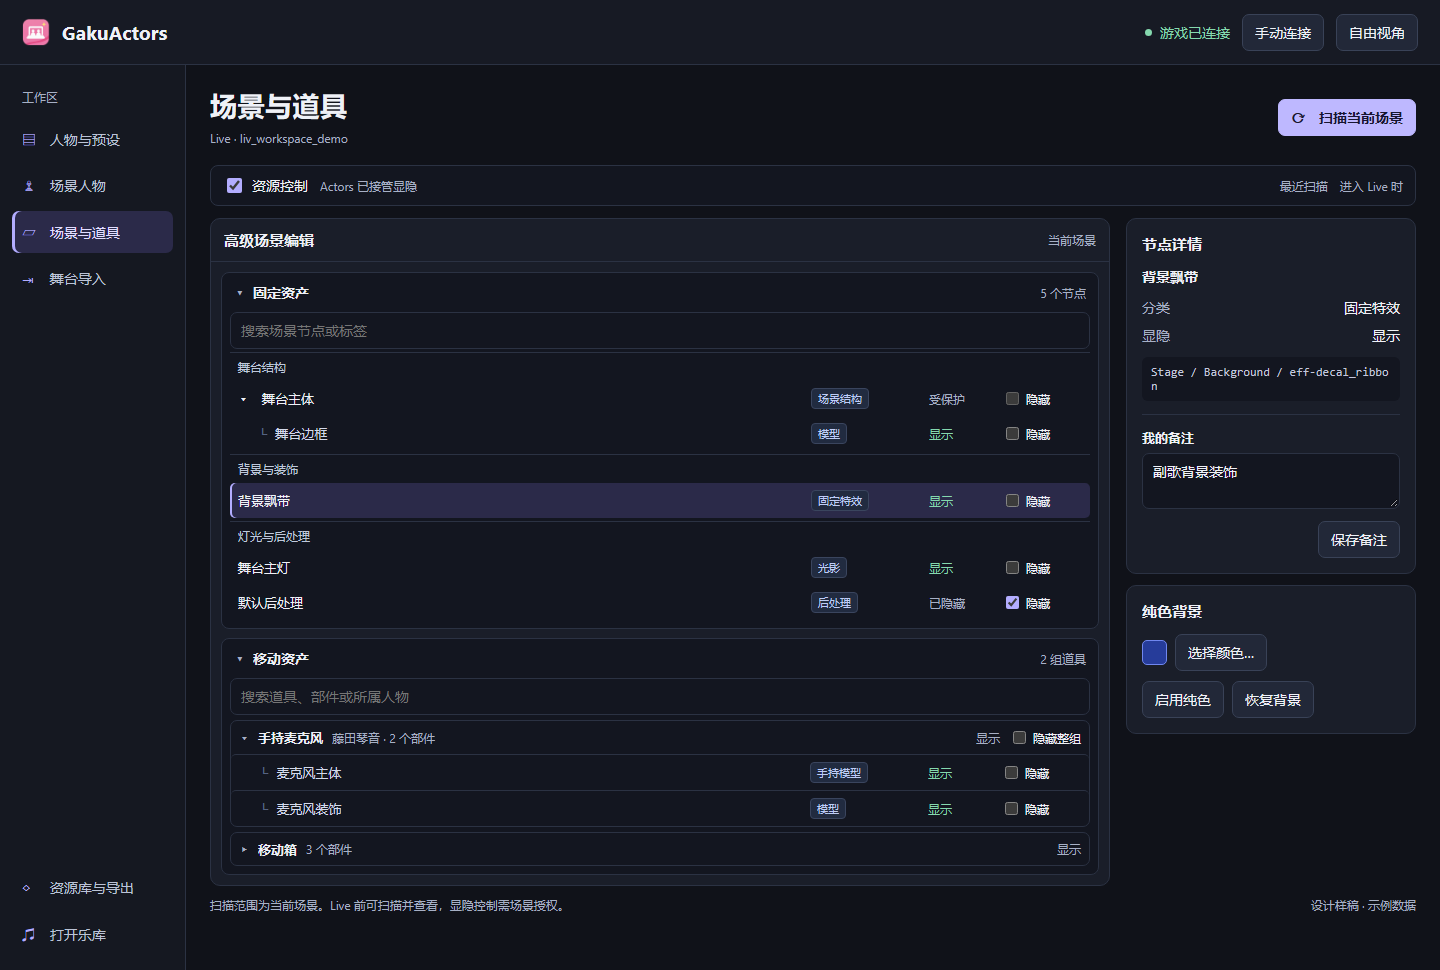 GakuActors
游戏已连接
手动连接
自由视角
工作区
人物与预设
场景人物
场景与道具
舞台导入
资源库与导出
打开乐库
场景与道具
Live · liv_workspace_demo
扫描当前场景
资源控制 Actors 已接管显隐
最近扫描 进入 Live 时
高级场景编辑
当前场景
固定资产
5 个节点
搜索场景节点或标签
舞台结构
舞台主体 场景结构 受保护 隐藏
舞台边框 模型 显示 隐藏
背景与装饰
背景飘带 固定特效 显示 隐藏
灯光与后处理
舞台主灯 光影 显示 隐藏
默认后处理 后处理 已隐藏 隐藏
移动资产
2 组道具
搜索道具、部件或所属人物
手持麦克风 藤田琴音 · 2 个部件 显示 隐藏整组
麦克风主体 手持模型 显示 隐藏
麦克风装饰 模型 显示 隐藏
移动箱 3 个部件 显示
节点详情
背景飘带
分类 固定特效
显隐 显示
Stage / Background / eff-decal_ribbo
n
我的备注
副歌背景装饰
保存备注
纯色背景
选择颜色...
启用纯色
恢复背景
扫描范围为当前场景。Live 前可扫描并查看，显隐控制需场景授权。
设计样稿 · 示例数据